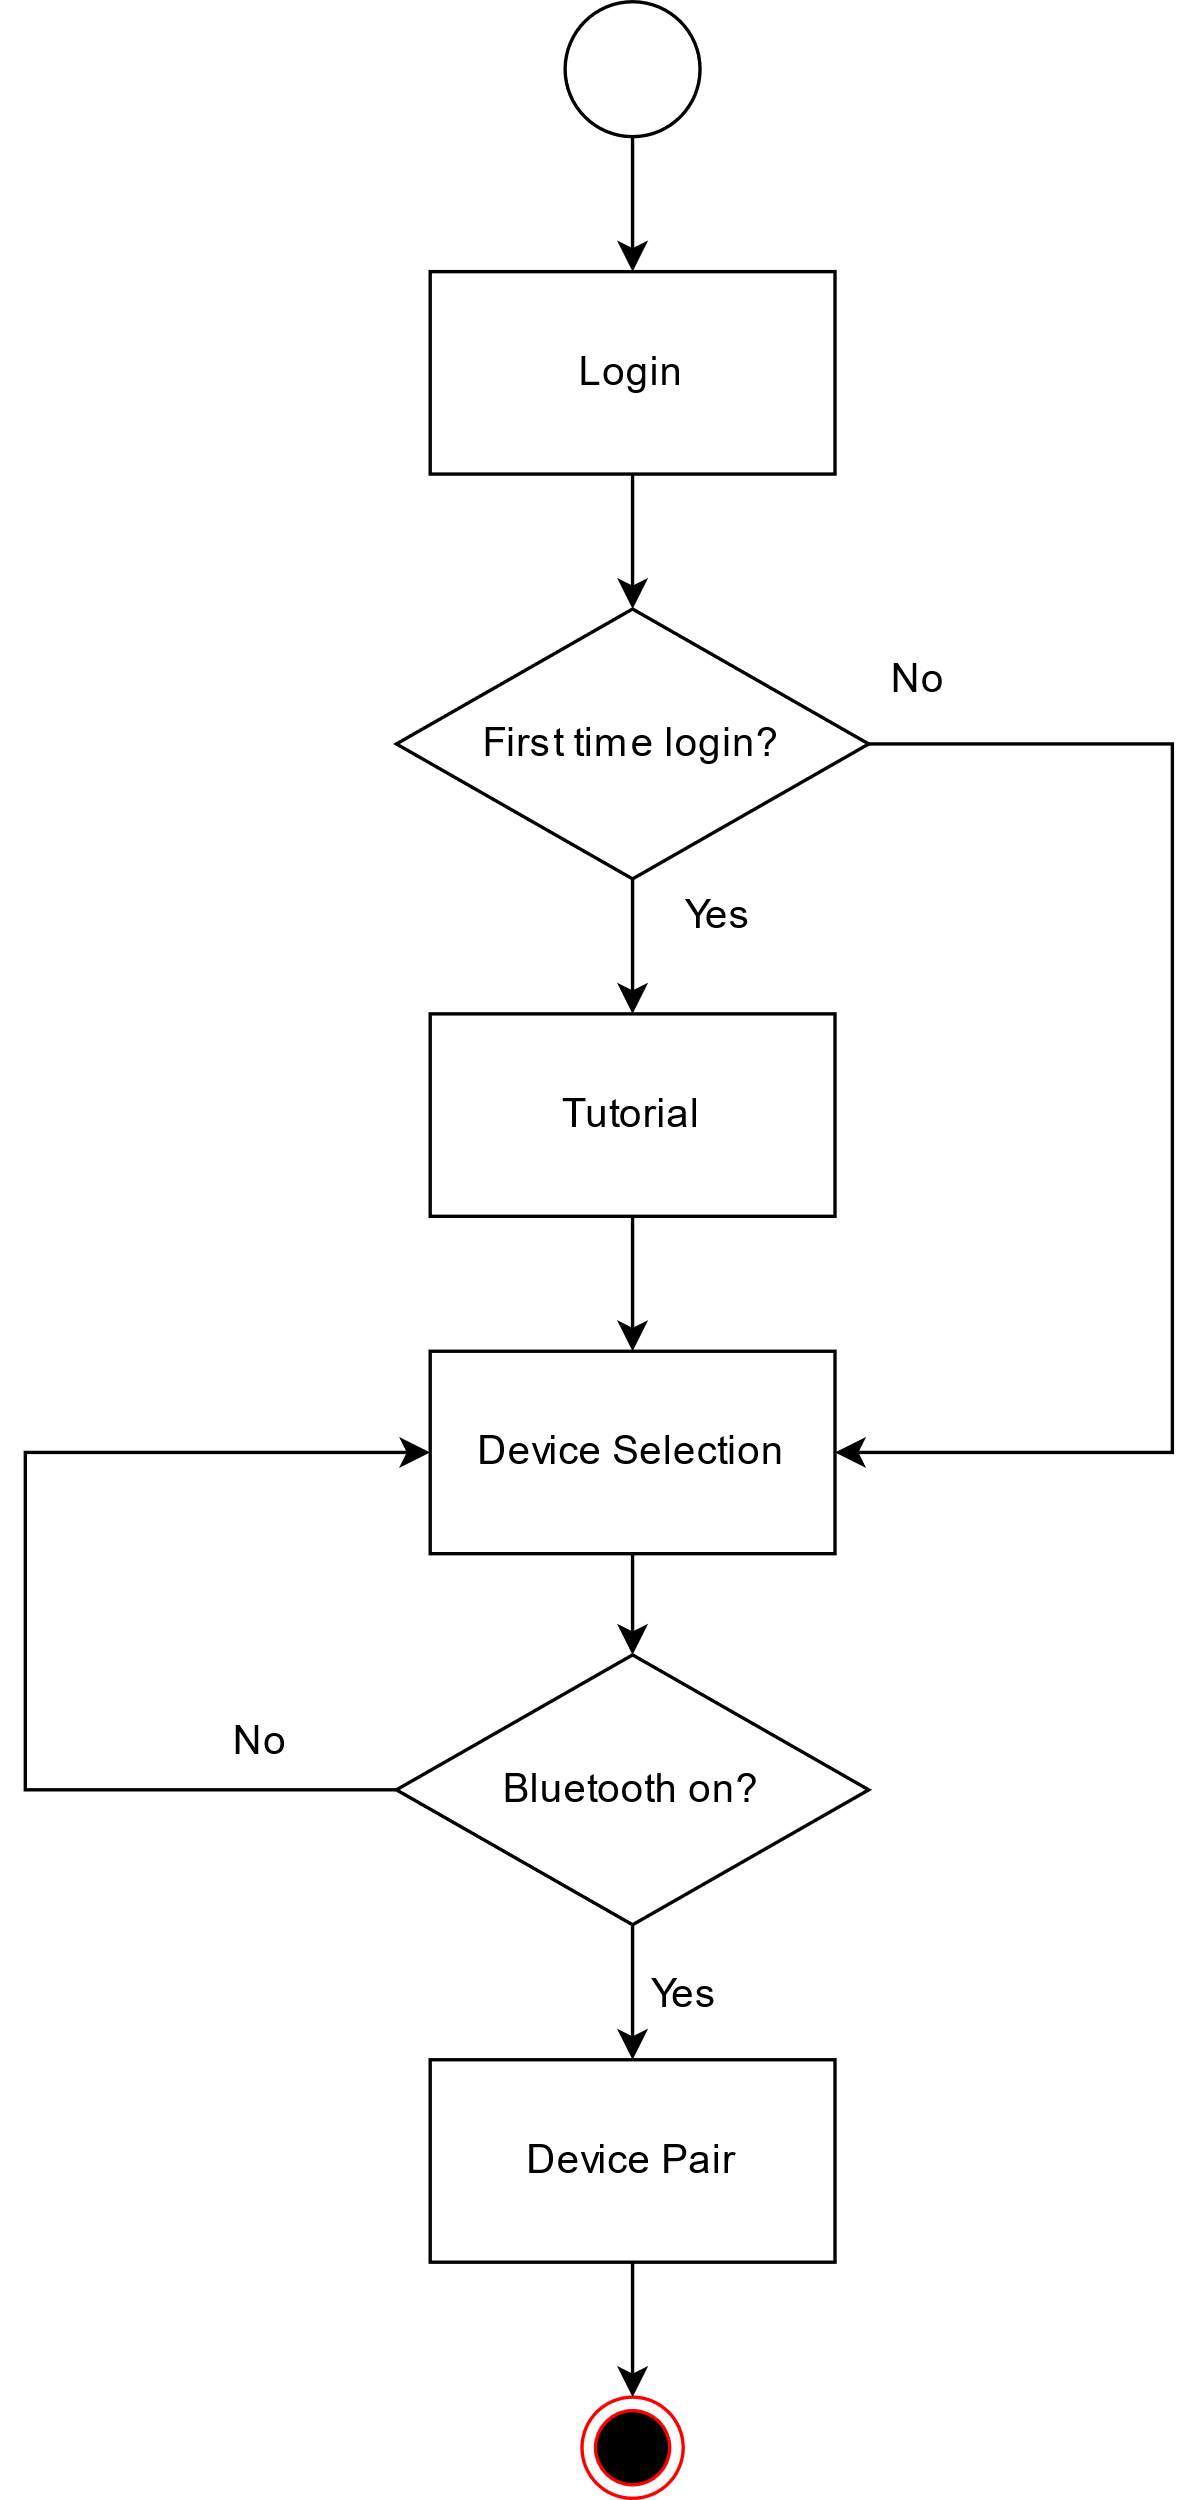 Login
First time login?
No
Yes
Tutorial
Device Selection
No
Bluetooth on?
Yes
Device Pair